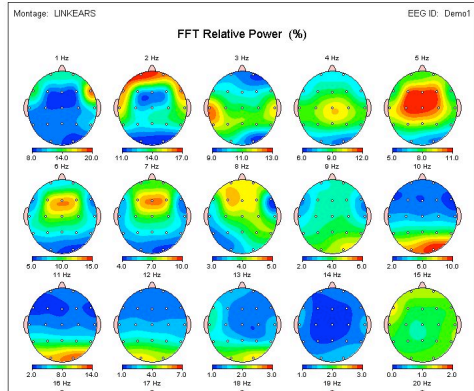 Montage: LINKEARS EEG ID: Demo1
FFT Relative Power (%)
1 Hz 2 Hz 3 Hz 4 Hz 5 Hz
8.0 14.0 20.0 11.0 14.0 17.0 9.0 11.0 13.0 6.0 9.0 12.0 5.0 8.0 11.0
6 Hz 7 Hz 8 Hz 9 Hz 10 Hz
5.0 10.0 15.0 4.0 7.0 10.0 3.0 4.0 5.0 2.0 4.0 6.0 2.0 6.0 10.0
11 Hz 12 Hz 13 Hz 14 Hz 15 Hz
2.0 8.0 14.0 1.0 4.0 7.0 1.0 2.0 3.0 1.0 2.0 3.0 0.0 1.0 2.0
16 Hz 17 Hz 18 Hz 19 Hz 20 Hz